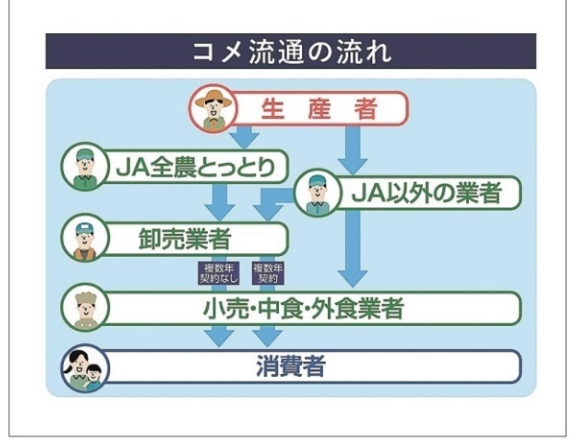 コメ流通の流れ
生産者
JA全農とっとり
JA以外の業者
卸売業者
複数年
契約なし
複数年
契約
小売・中食・外食業者
消費者